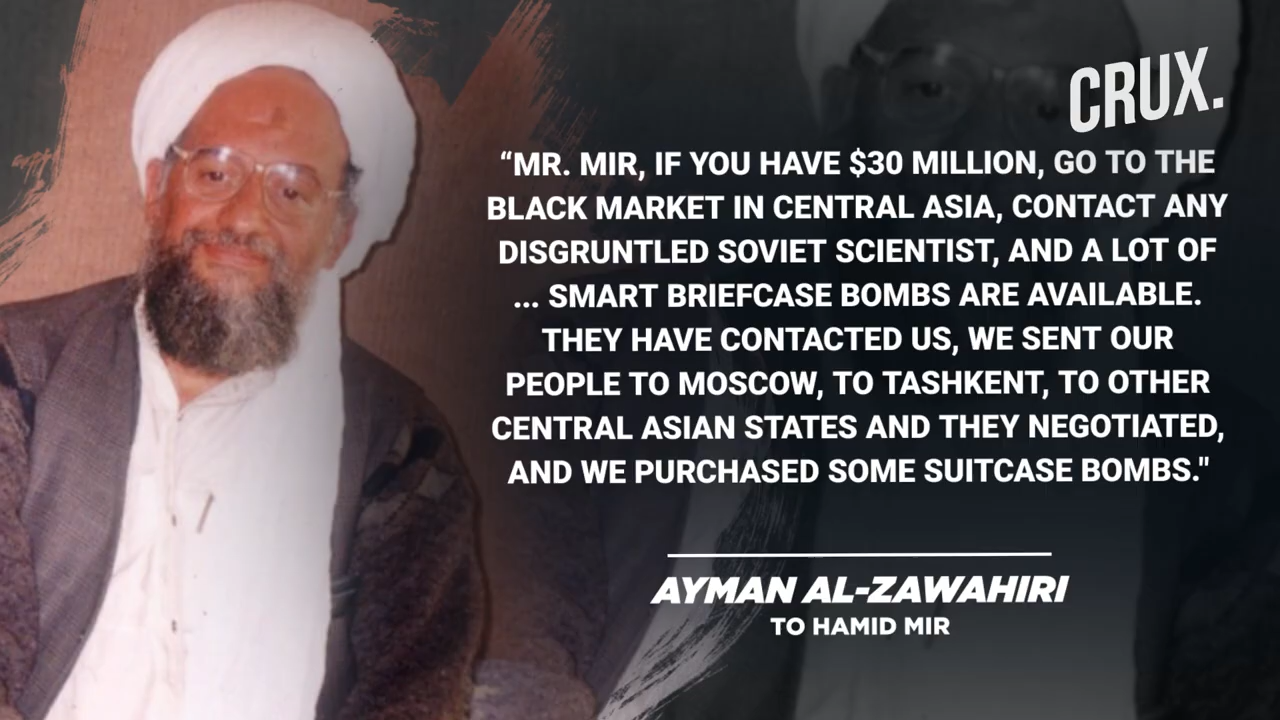 CRUX.
“MR. MIR, IF YOU HAVE $30 MILLION, GO TO THE
BLACK MARKET IN CENTRAL ASIA, CONTACT ANY
DISGRUNTLED SOVIET SCIENTIST, AND A LOT OF
... SMART BRIEFCASE BOMBS ARE AVAILABLE.
THEY HAVE CONTACTED US, WE SENT OUR
PEOPLE TO MOSCOW, TO TASHKENT, TO OTHER
CENTRAL ASIAN STATES AND THEY NEGOTIATED,
AND WE PURCHASED SOME SUITCASE BOMBS."
AYMAN AL-ZAWAHIRI
TO HAMID MIR